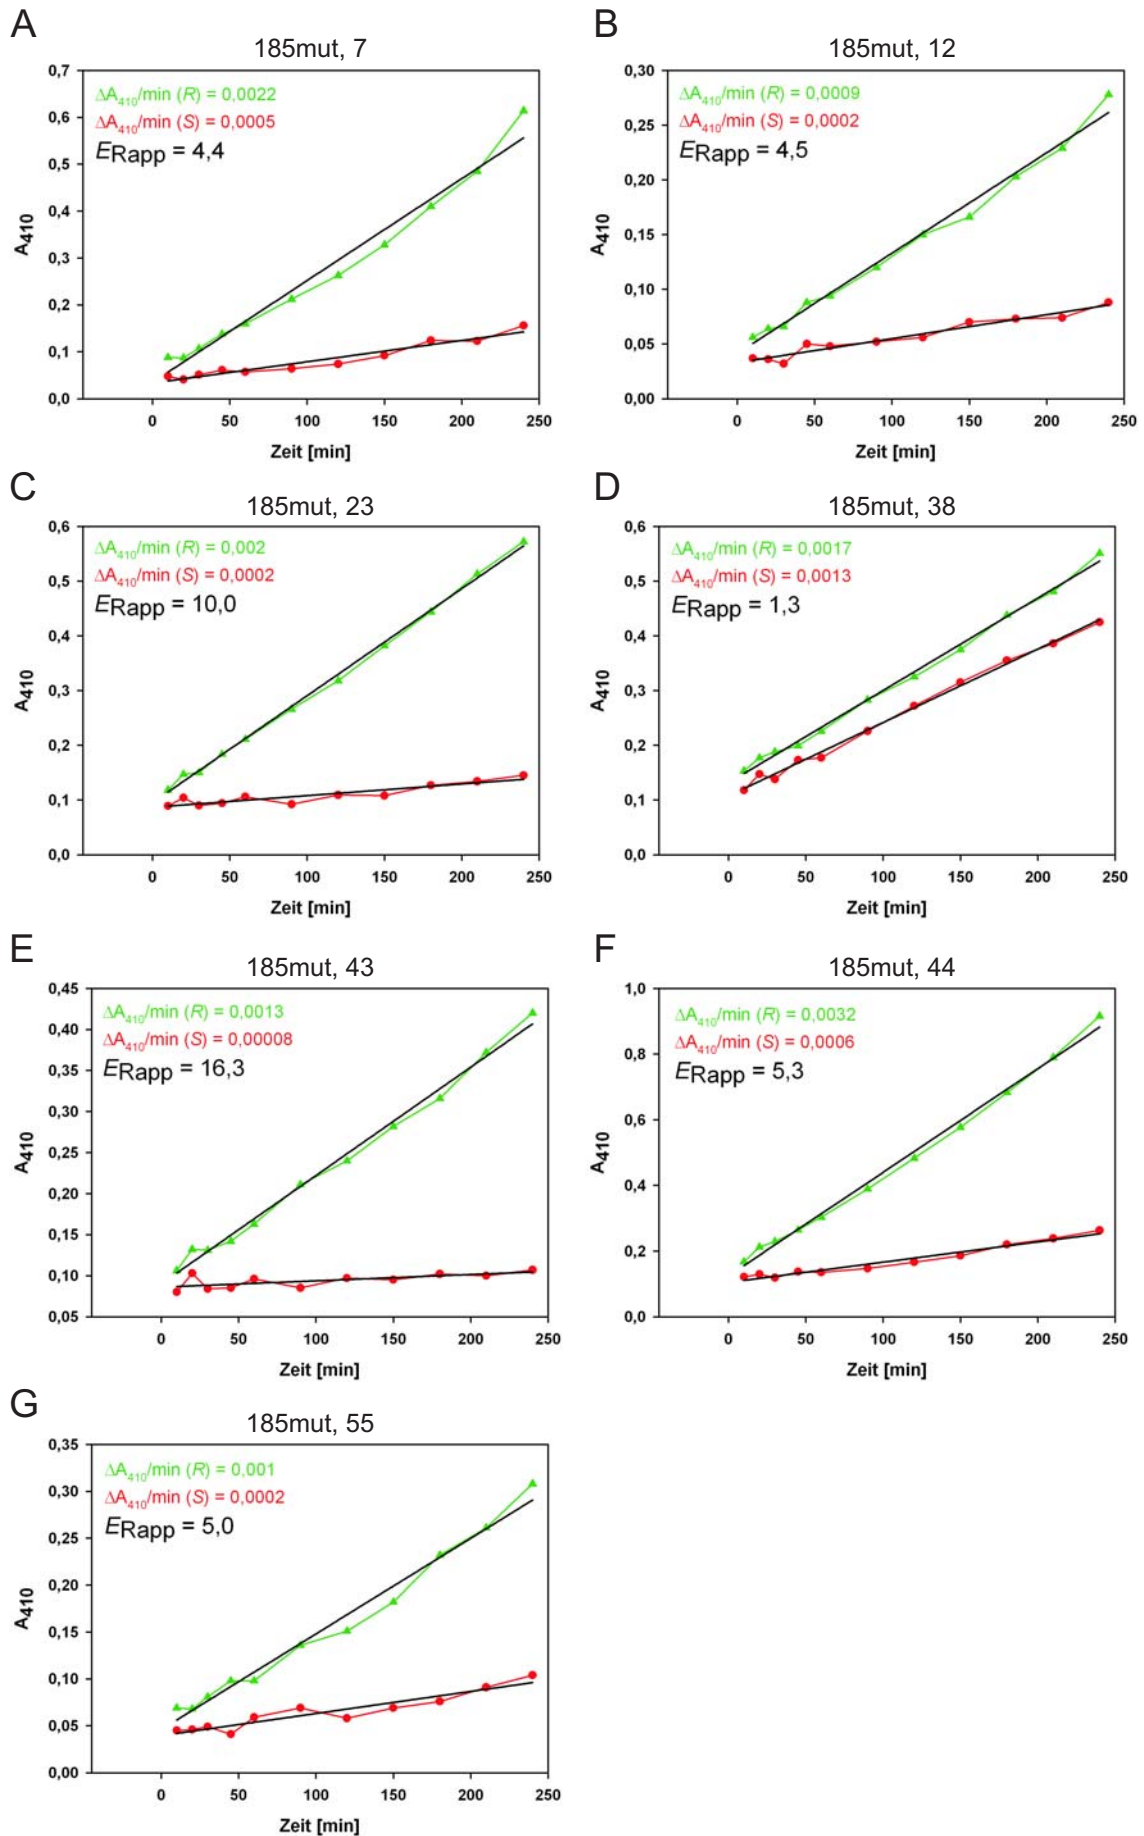 A
185mut, 7
0,7
0,6
0,5
0,4
0,3
0,2
0,1
0,0
A410
ΔA410/min (R) = 0,0022
ΔA410/min (S) = 0,0005
ERapp = 4,4
0 50 100 150 200 250
Zeit [min]
B
185mut, 12
0,30
0,25
0,20
0,15
0,10
0,05
0,00
A410
ΔA410/min (R) = 0,0009
ΔA410/min (S) = 0,0002
ERapp = 4,5
0 50 100 150 200 250
Zeit [min]
C
185mut, 23
0,6
0,5
0,4
0,3
0,2
0,1
0,0
A410
ΔA410/min (R) = 0,002
ΔA410/min (S) = 0,0002
ERapp = 10,0
0 50 100 150 200 250
Zeit [min]
D
185mut, 38
0,6
0,5
0,4
0,3
0,2
0,1
0,0
A410
ΔA410/min (R) = 0,0017
ΔA410/min (S) = 0,0013
ERapp = 1,3
0 50 100 150 200 250
Zeit [min]
E
185mut, 43
0,45
0,40
0,35
0,30
0,25
0,20
0,15
0,10
0,05
A410
ΔA410/min (R) = 0,0013
ΔA410/min (S) = 0,00008
ERapp = 16,3
0 50 100 150 200 250
Zeit [min]
F
185mut, 44
1,0
0,8
0,6
0,4
0,2
0,0
A410
ΔA410/min (R) = 0,0032
ΔA410/min (S) = 0,0006
ERapp = 5,3
0 50 100 150 200 250
Zeit [min]
G
185mut, 55
0,35
0,30
0,25
0,20
0,15
0,10
0,05
0,00
A410
ΔA410/min (R) = 0,001
ΔA410/min (S) = 0,0002
ERapp = 5,0
0 50 100 150 200 250
Zeit [min]